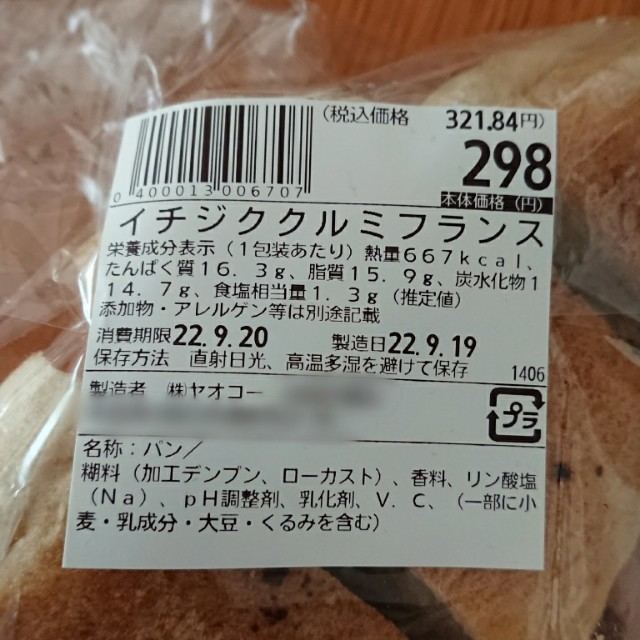 (税込価格 321.84円)
298
0 400013 006707
本体価格(円)
イチジククルミフランス
栄養成分表示(1包装あたり)熱量667kcal、
たんぱく質16.3g、脂質15.9g、炭水化物1
14.7g、食塩相当量1.3g(推定値)
添加物・アレルゲン等は別途記載
消費期限22.9.20 製造日22.9.19
保存方法 直射日光、高温多湿を避けて保存
1406
製造者 ㈱ヤオコー
プラ
名称:パン/
糊料(加工デンプン、ローカスト)、香料、リン酸塩
(Na)、pH調整剤、乳化剤、V.C、(一部に小
麦・乳成分・大豆・くるみを含む)